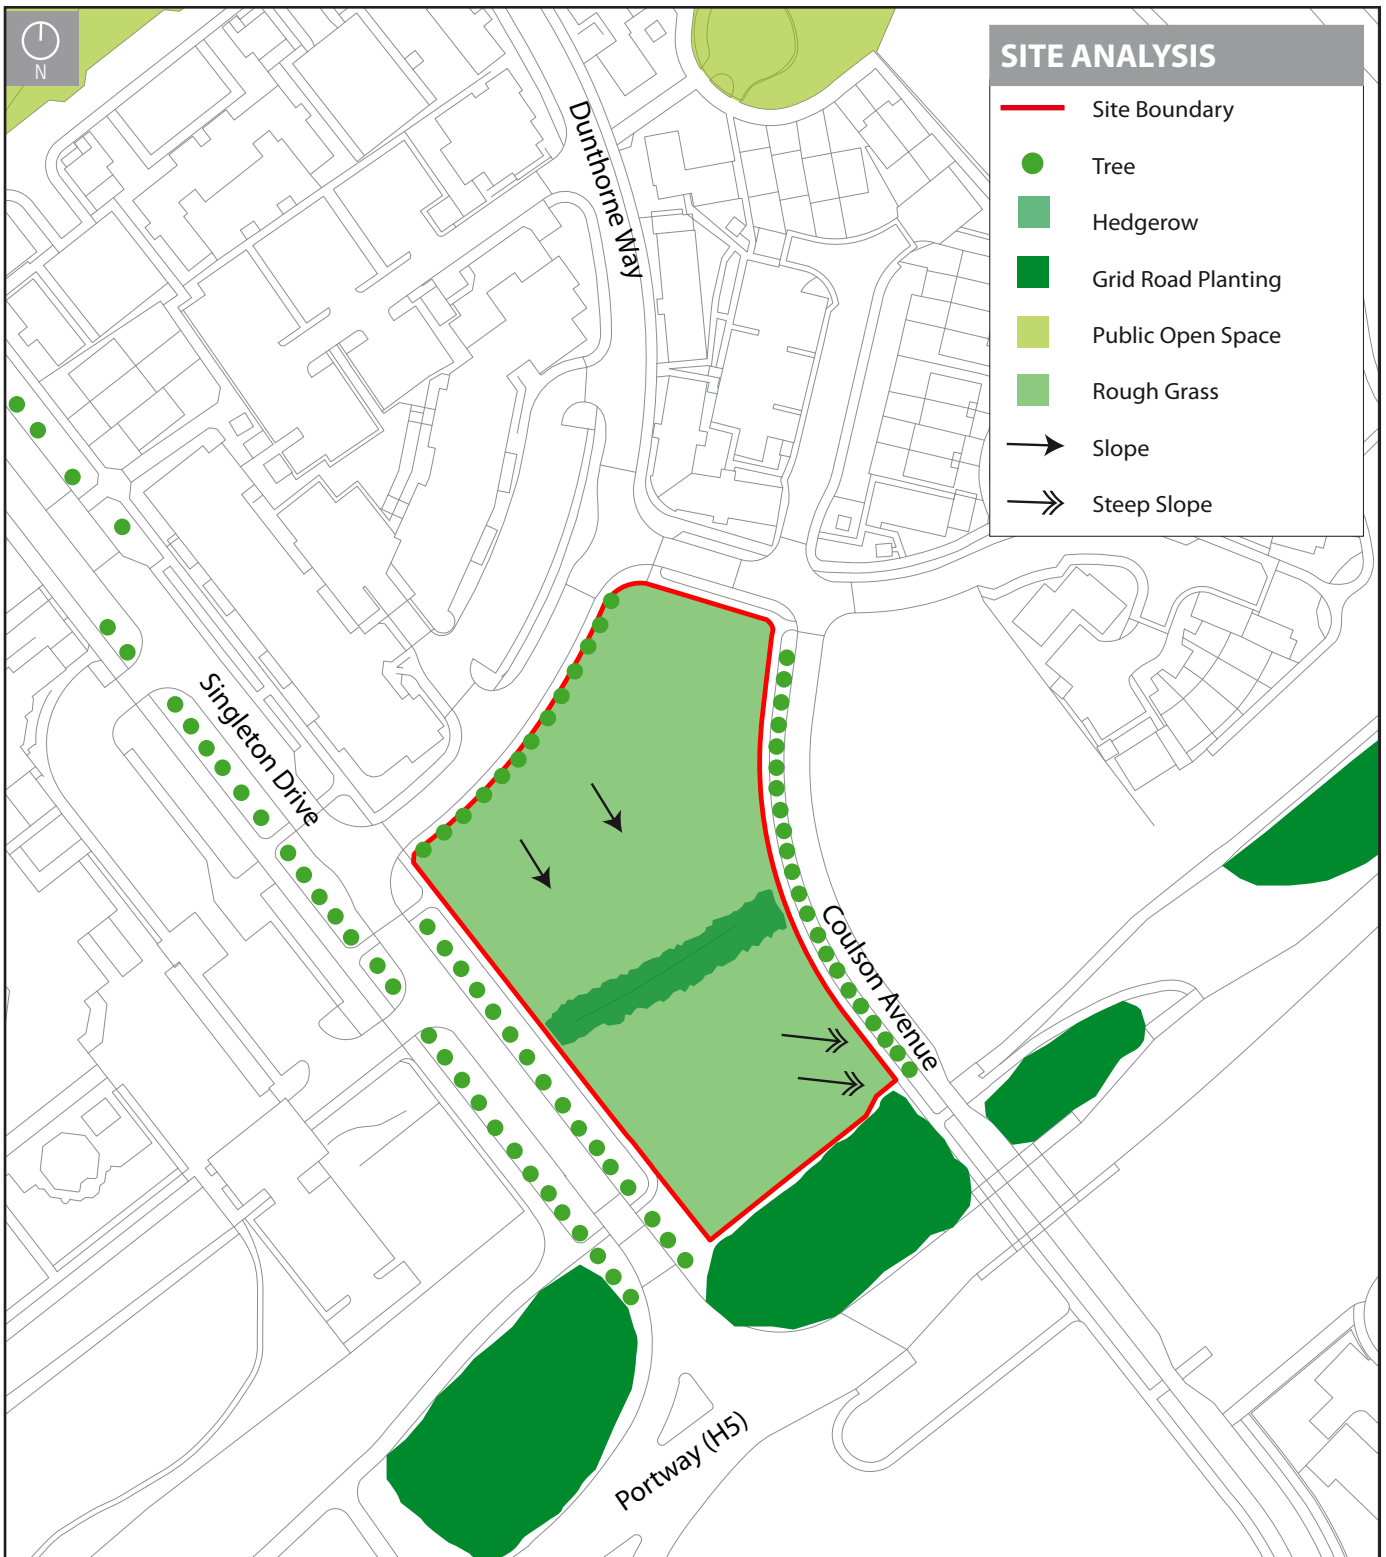 N
SITE ANALYSIS
Site Boundary
Tree
Hedgerow
Grid Road Planting
Public Open Space
Rough Grass
Slope
Steep Slope
Dunthorne Way
Singleton Drive
Coulson Avenue
Portway (H5)